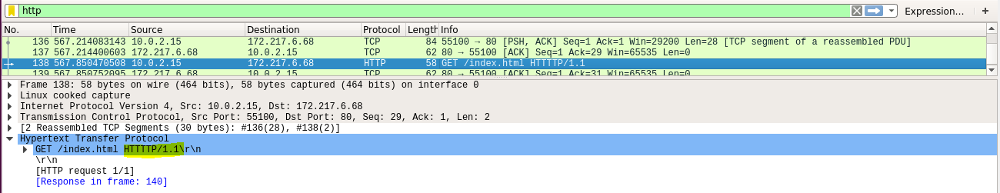 http Expression... +
No. Time Source Destination Protocol Length Info
136 567.214083143 10.0.2.15 172.217.6.68 TCP 84 55100 → 80 [PSH, ACK] Seq=1 Ack=1 Win=29200 Len=28 [TCP segment of a reassembled PDU]
137 567.214400603 172.217.6.68 10.0.2.15 TCP 62 80 → 55100 [ACK] Seq=1 Ack=29 Win=65535 Len=0
138 567.850470508 10.0.2.15 172.217.6.68 HTTP 58 GET /index.html HTTTTP/1.1
139 567.850752095 172.217.6.68 10.0.2.15 TCP 62 80 → 55100 [ACK] Seq=1 Ack=31 Win=65535 Len=0
Frame 138: 58 bytes on wire (464 bits), 58 bytes captured (464 bits) on interface 0
Linux cooked capture
Internet Protocol Version 4, Src: 10.0.2.15, Dst: 172.217.6.68
Transmission Control Protocol, Src Port: 55100, Dst Port: 80, Seq: 29, Ack: 1, Len: 2
[2 Reassembled TCP Segments (30 bytes): #136(28), #138(2)]
Hypertext Transfer Protocol
GET /index.html HTTTTP/1.1\r\n
\r\n
[HTTP request 1/1]
[Response in frame: 140]